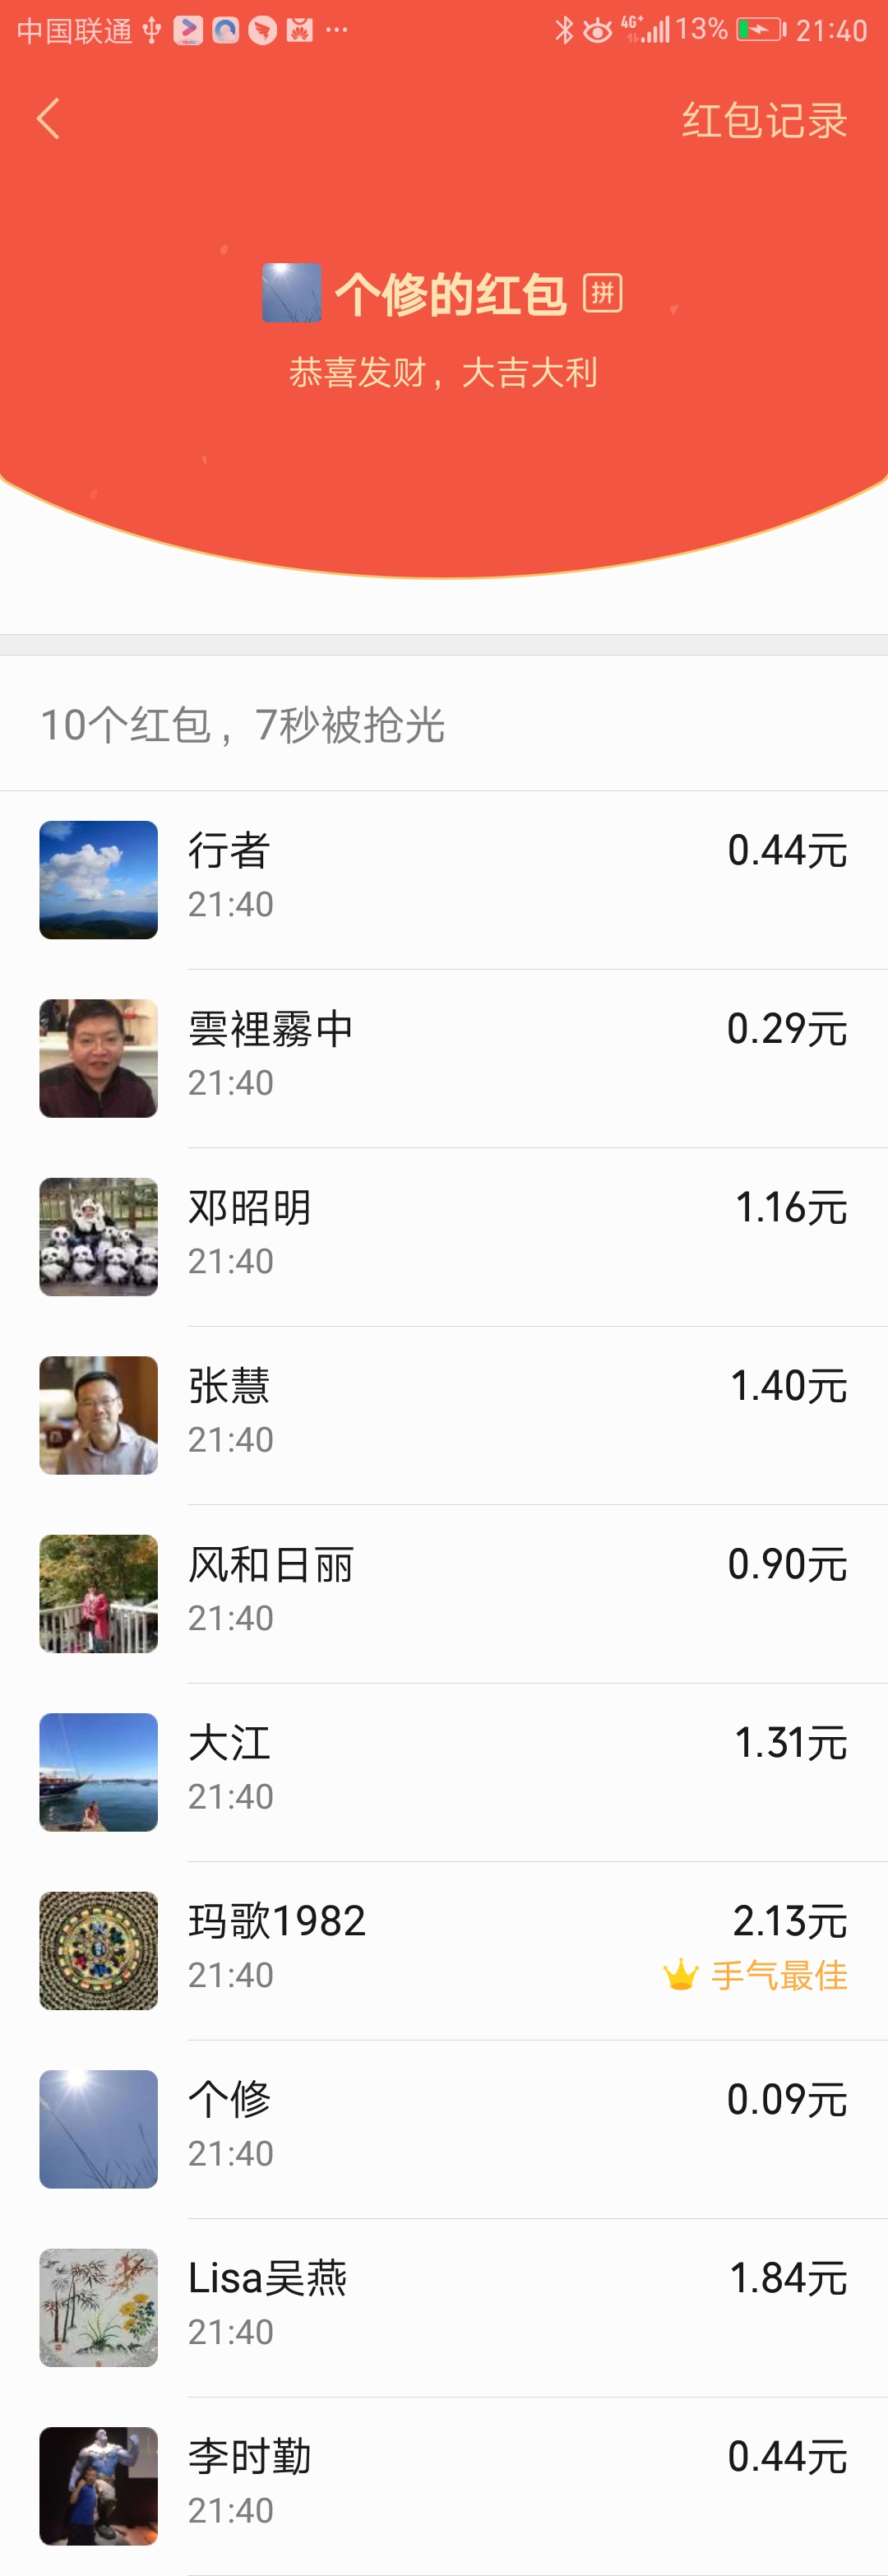 中国联通 4G+ 13% 21:40
红包记录
个修的红包 拼
恭喜发财，大吉大利
10个红包，7秒被抢光
行者 0.44元
21:40
雲裡霧中 0.29元
21:40
邓昭明 1.16元
21:40
张慧 1.40元
21:40
风和日丽 0.90元
21:40
大江 1.31元
21:40
玛歌1982 2.13元
21:40 手气最佳
个修 0.09元
21:40
Lisa吴燕 1.84元
21:40
李时勤 0.44元
21:40